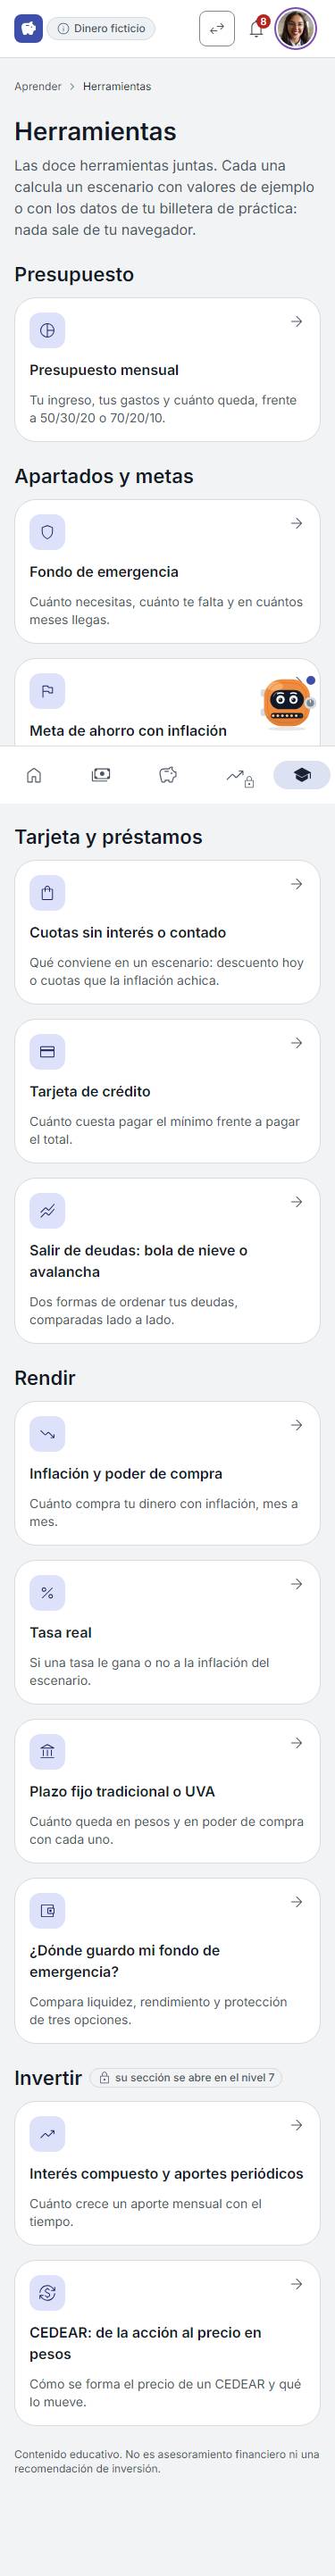 Dinero ficticio
8
Aprender > Herramientas
Herramientas
Las doce herramientas juntas. Cada una
calcula un escenario con valores de ejemplo
o con los datos de tu billetera de práctica:
nada sale de tu navegador.
Presupuesto
Presupuesto mensual
Tu ingreso, tus gastos y cuánto queda, frente
a 50/30/20 o 70/20/10.
Apartados y metas
Fondo de emergencia
Cuánto necesitas, cuánto te falta y en cuántos
meses llegas.
Meta de ahorro con inflación
Tarjeta y préstamos
Cuotas sin interés o contado
Qué conviene en un escenario: descuento hoy
o cuotas que la inflación achica.
Tarjeta de crédito
Cuánto cuesta pagar el mínimo frente a pagar
el total.
Salir de deudas: bola de nieve o
avalancha
Dos formas de ordenar tus deudas,
comparadas lado a lado.
Rendir
Inflación y poder de compra
Cuánto compra tu dinero con inflación, mes a
mes.
Tasa real
Si una tasa le gana o no a la inflación del
escenario.
Plazo fijo tradicional o UVA
Cuánto queda en pesos y en poder de compra
con cada uno.
¿Dónde guardo mi fondo de
emergencia?
Compara liquidez, rendimiento y protección
de tres opciones.
Invertir su sección se abre en el nivel 7
Interés compuesto y aportes periódicos
Cuánto crece un aporte mensual con el
tiempo.
CEDEAR: de la acción al precio en
pesos
Cómo se forma el precio de un CEDEAR y qué
lo mueve.
Contenido educativo. No es asesoramiento financiero ni una
recomendación de inversión.